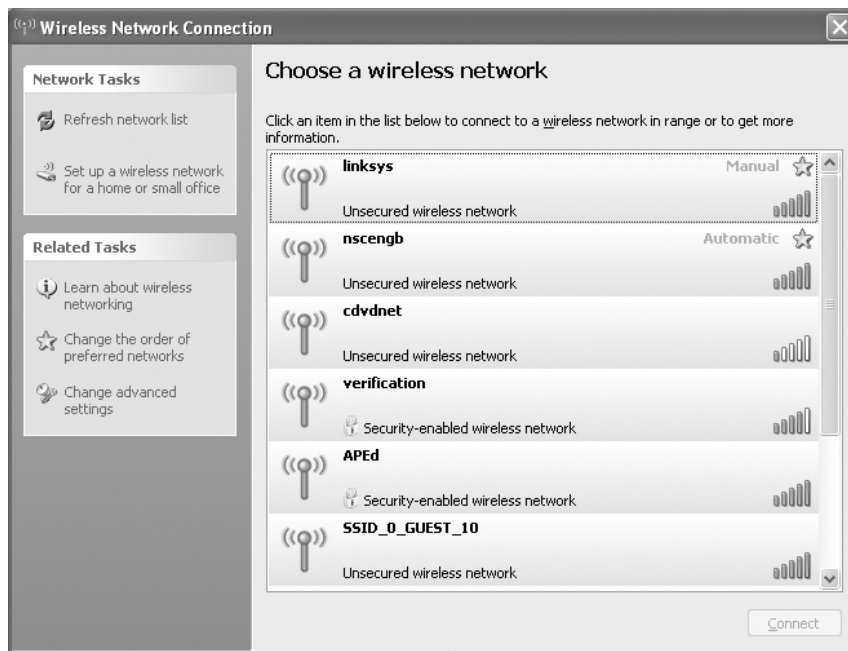 Wireless Network Connection
Network Tasks
Refresh network list
Set up a wireless network
for a home or small office
Related Tasks
Learn about wireless
networking
Change the order of
preferred networks
Change advanced
settings
Choose a wireless network
Click an item in the list below to connect to a wireless network in range or to get more
information.
linksys Manual
Unsecured wireless network
nscengb Automatic
Unsecured wireless network
cdvdnet
Unsecured wireless network
verification
Security-enabled wireless network
APEd
Security-enabled wireless network
SSID_0_GUEST_10
Unsecured wireless network
Connect